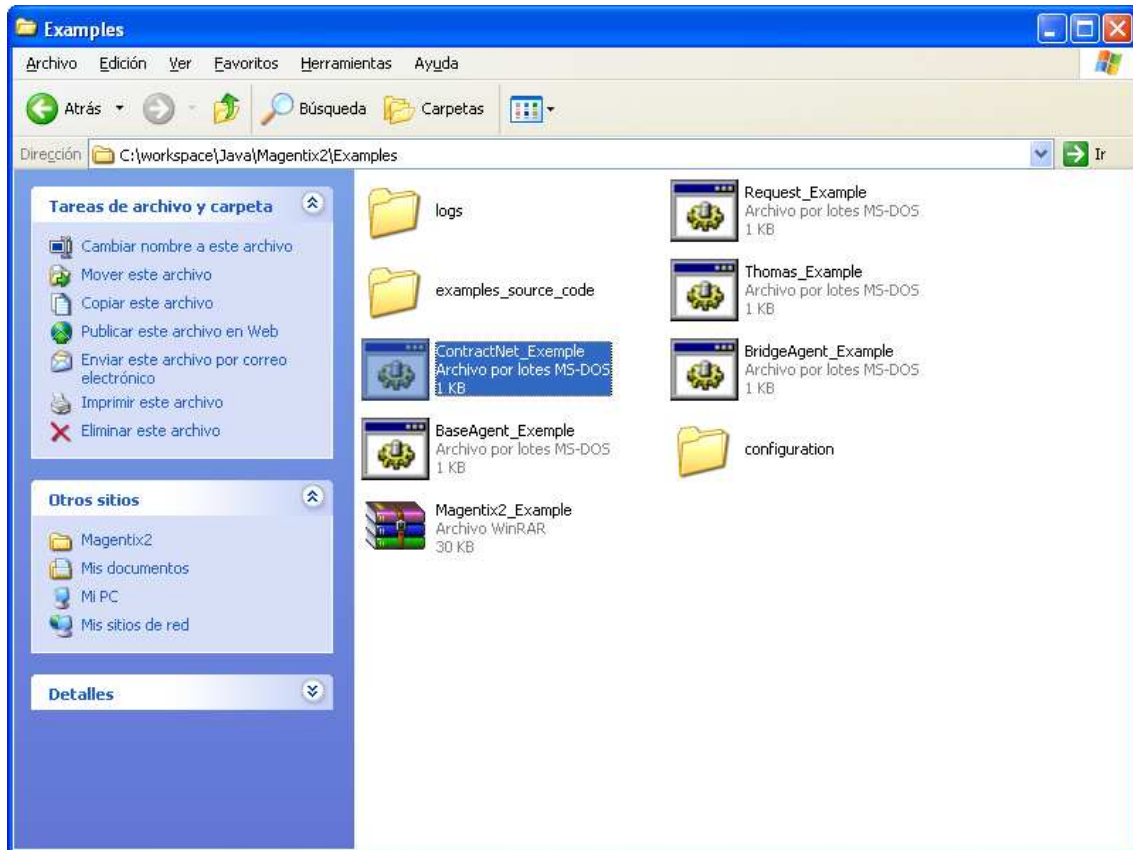 Examples
Archivo Edición Ver Favoritos Herramientas Ayuda
Atrás Búsqueda Carpetas
Dirección C:\workspace\Java\Magentix2\Examples Ir
Tareas de archivo y carpeta
Cambiar nombre a este archivo
Mover este archivo
Copiar este archivo
Publicar este archivo en Web
Enviar este archivo por correo
electrónico
Imprimir este archivo
Eliminar este archivo
Otros sitios
Magentix2
Mis documentos
Mi PC
Mis sitios de red
Detalles
logs
Request_Example
Archivo por lotes MS-DOS
1 KB
examples_source_code
Thomas_Example
Archivo por lotes MS-DOS
1 KB
ContractNet_Exemple
Archivo por lotes MS-DOS
1 KB
BridgeAgent_Example
Archivo por lotes MS-DOS
1 KB
BaseAgent_Exemple
Archivo por lotes MS-DOS
1 KB
configuration
Magentix2_Example
Archivo WinRAR
30 KB